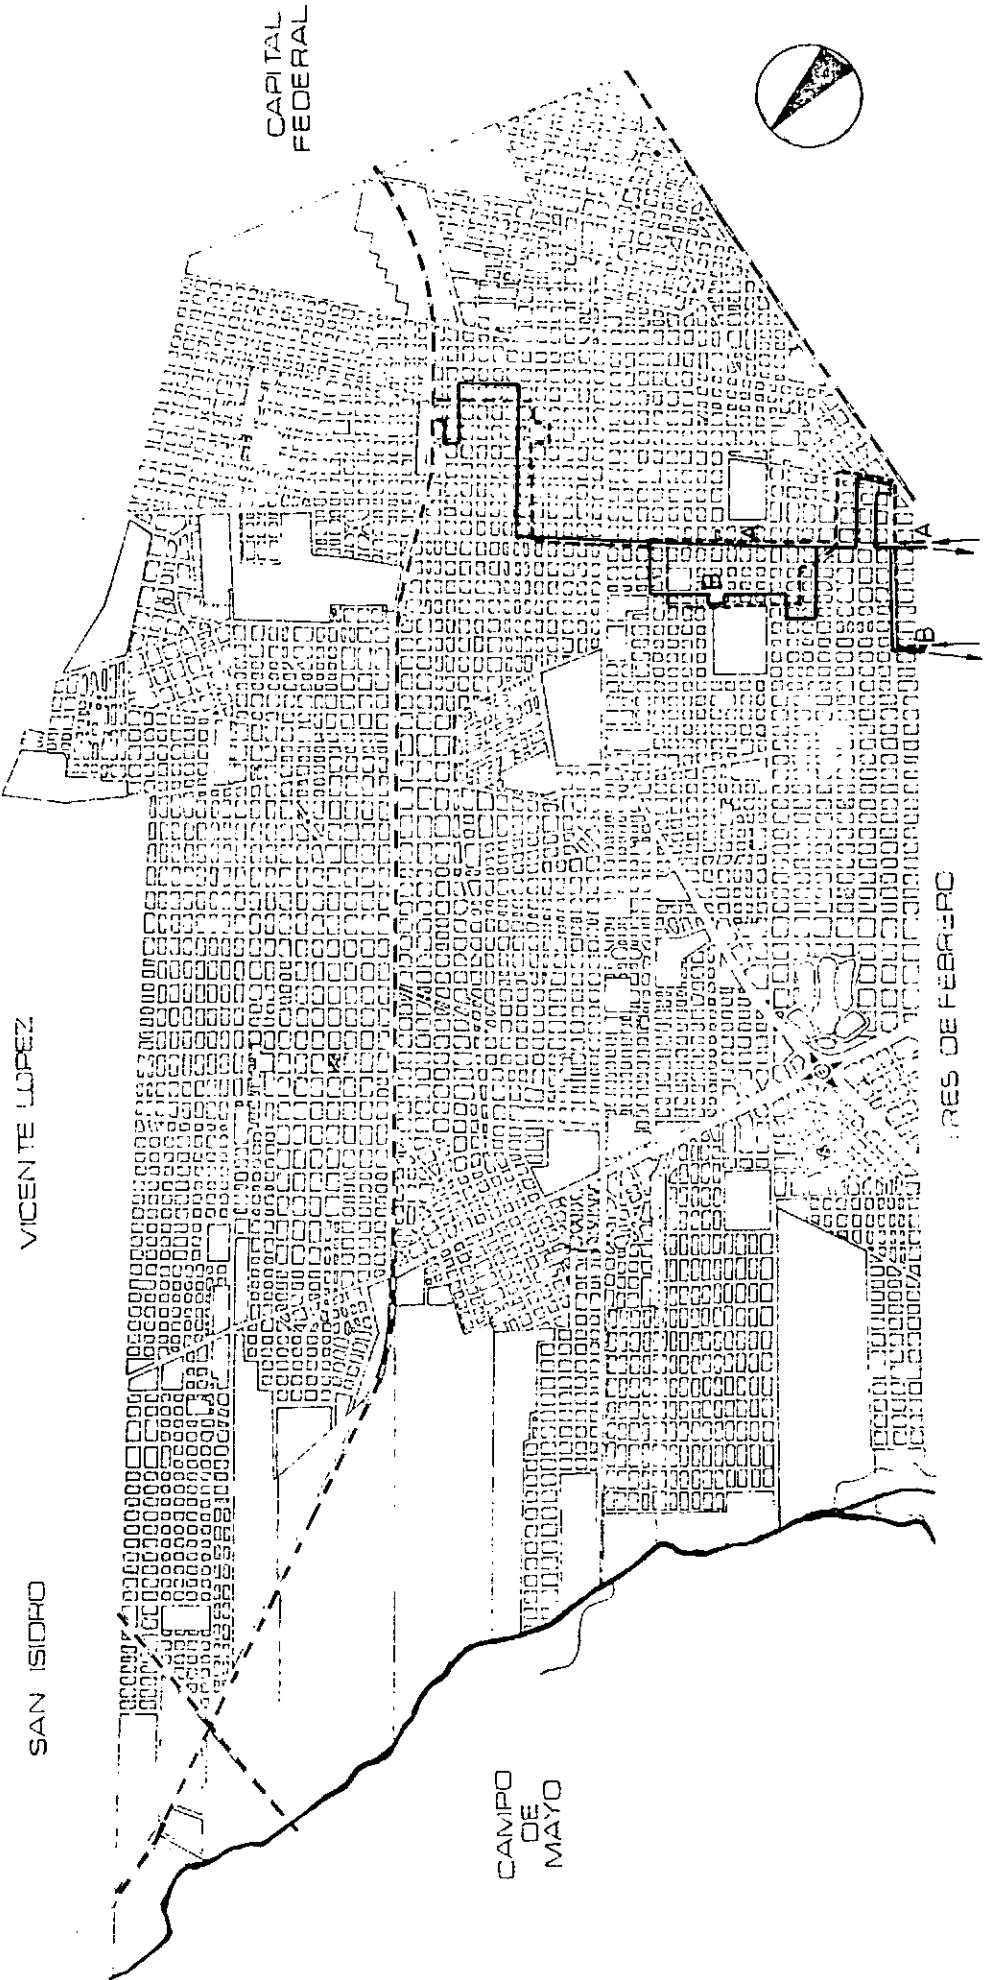 SAN ISIDRO
VICENTE LOPEZ
CAPITAL
FEDERAL
CAMPO
DE
MAYO
RES DE FEBRERO
A
B
A
B